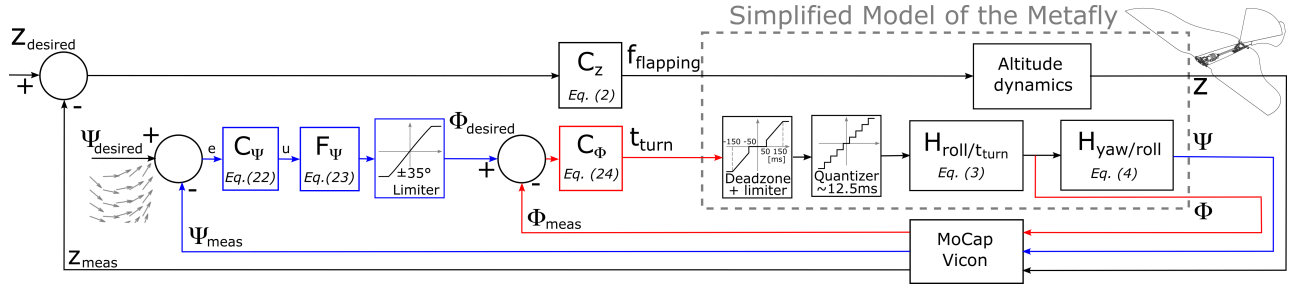 Simplified Model of the Metafly
Zdesired
+
-
Cz
Eq. (2)
fflapping
Altitude
dynamics
Z
Ψdesired
+
-
e
CΨ
Eq.(22)
u
FΨ
Eq.(23)
±35°
Limiter
Φdesired
+
-
CΦ
Eq. (24)
tturn
-150 -50
50 150
[ms]
Deadzone
+ limiter
Quantizer
~12.5ms
Hroll/tturn
Eq. (3)
Hyaw/roll
Eq. (4)
Ψ
Φ
Φmeas
Ψmeas
zmeas
MoCap
Vicon